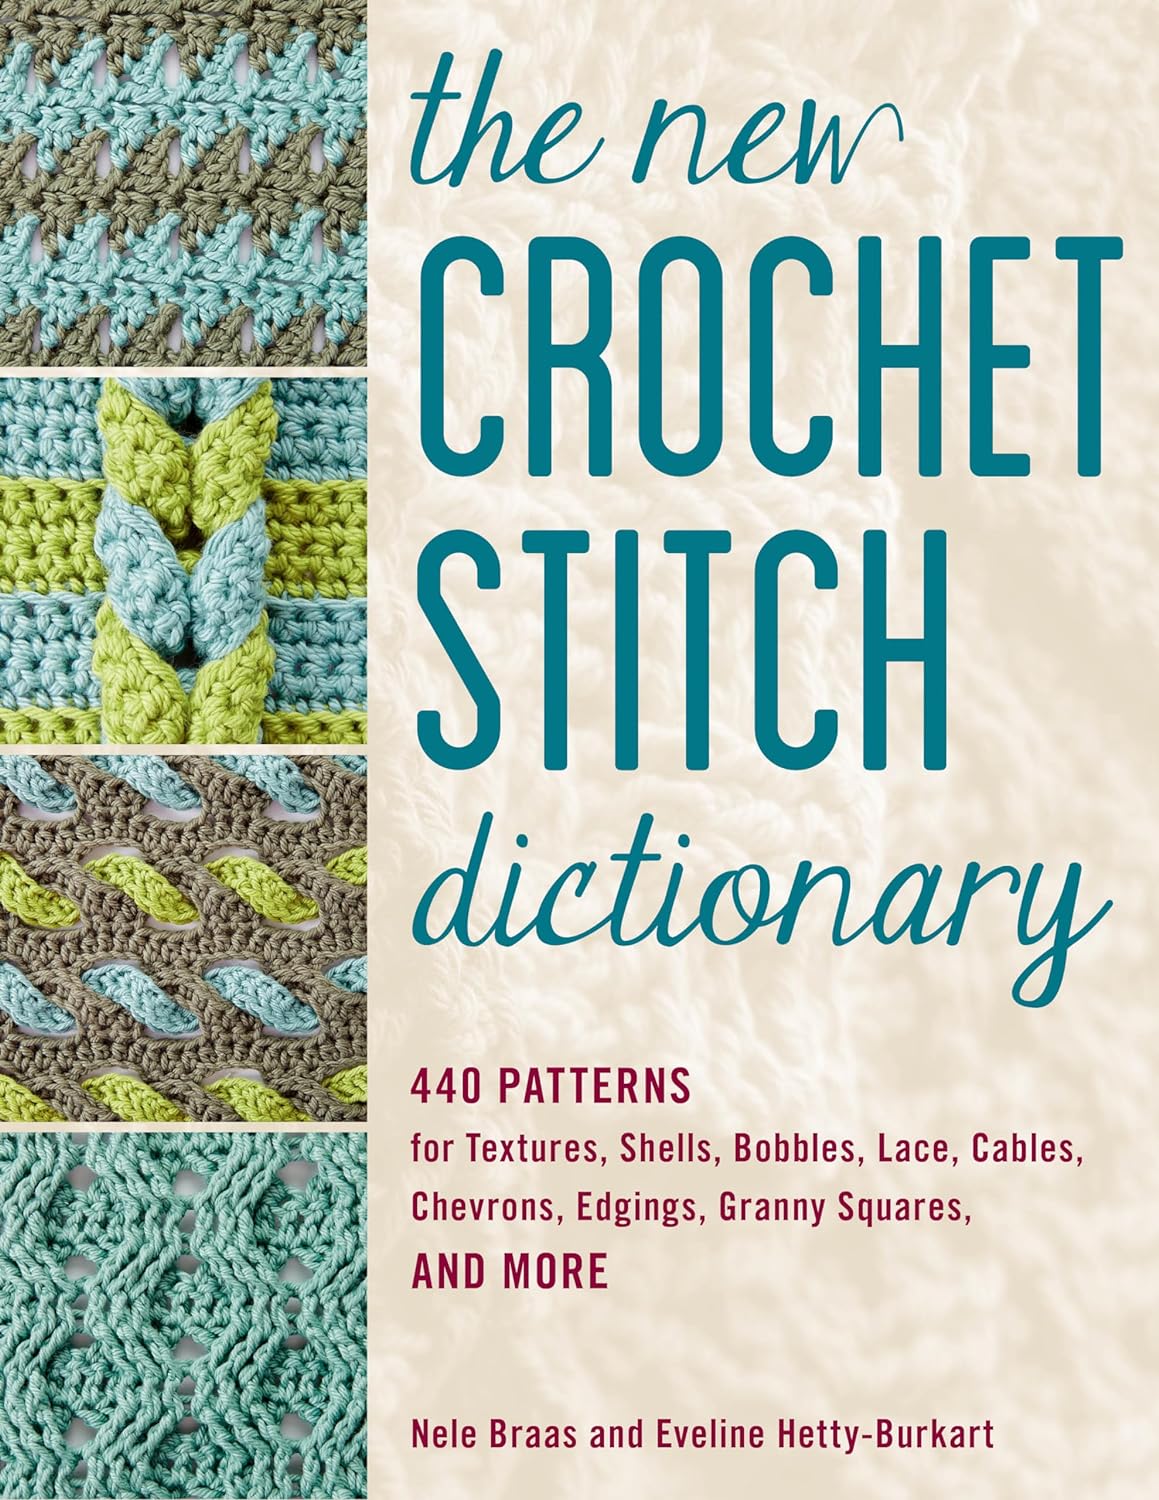 the new
CROCHET
STITCH
dictionary
440 PATTERNS
for Textures, Shells, Bobbles, Lace, Cables,
Chevrons, Edgings, Granny Squares,
AND MORE
Nele Braas and Eveline Hetty-Burkart